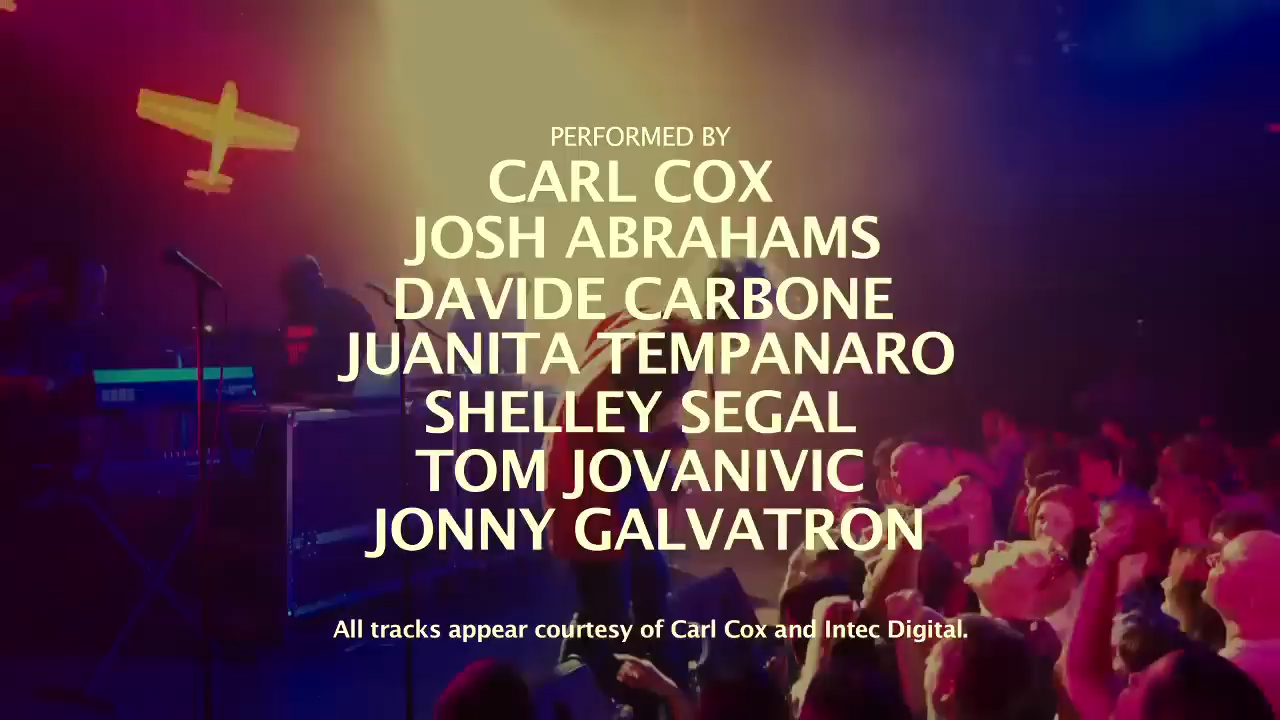 PERFORMED BY
CARL COX
JOSH ABRAHAMS
DAVIDE CARBONE
JUANITA TEMPANARO
SHELLEY SEGAL
TOM JOVANIVIC
JONNY GALVATRON
All tracks appear courtesy of Carl Cox and Intec Digital.